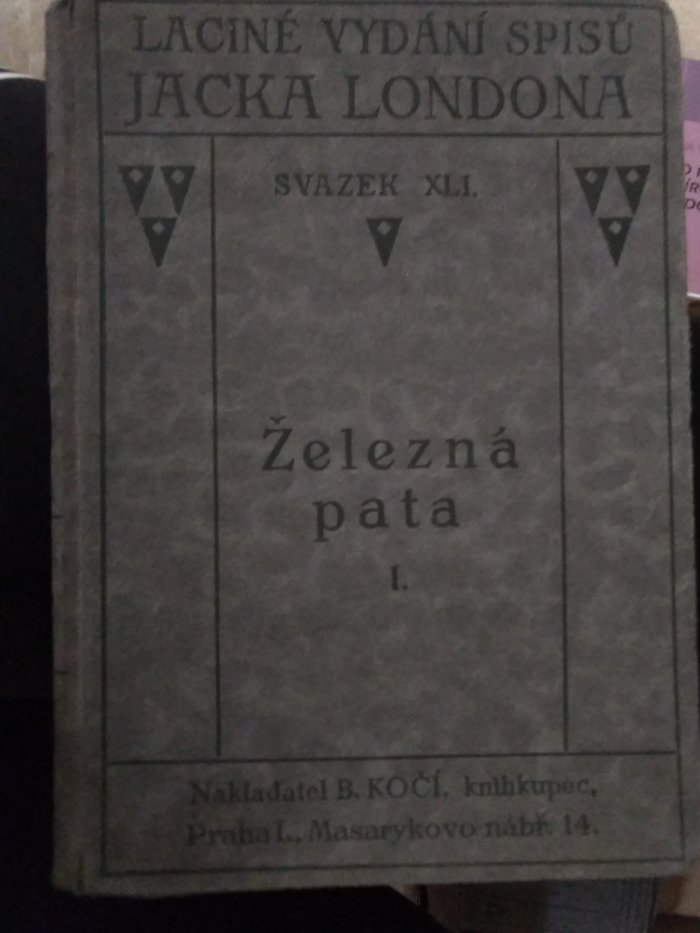 LACINÉ VYDÁNÍ SPISŮ
JACKA LONDONA
SVAZEK XLI.
Železná
pata
I.
Nakladatel B. KOČÍ, knihkupec,
Praha I., Masarykovo nábř. 14.